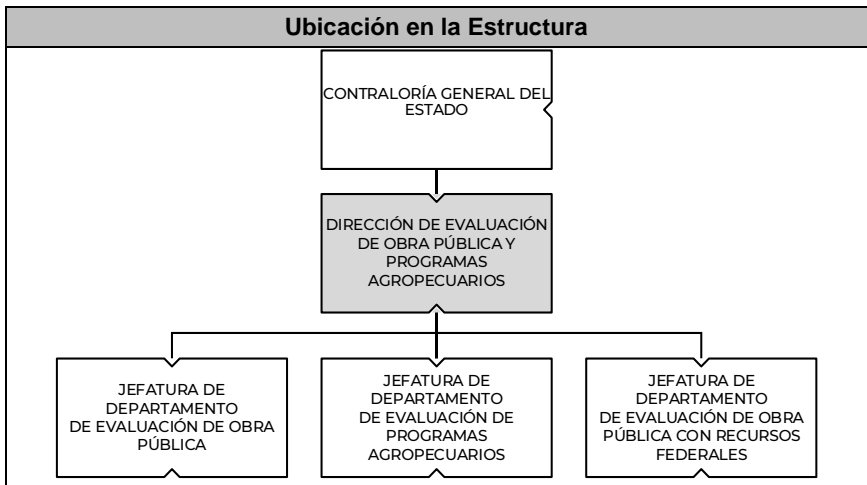 Ubicación en la Estructura
CONTRALORÍA GENERAL DEL
ESTADO
DIRECCIÓN DE EVALUACIÓN
DE OBRA PÚBLICA Y
PROGRAMAS
AGROPECUARIOS
JEFATURA DE
DEPARTAMENTO
DE EVALUACIÓN DE OBRA
PÚBLICA
JEFATURA DE
DEPARTAMENTO
DE EVALUACIÓN DE
PROGRAMAS
AGROPECUARIOS
JEFATURA DE
DEPARTAMENTO
DE EVALUACIÓN DE OBRA
PÚBLICA CON RECURSOS
FEDERALES